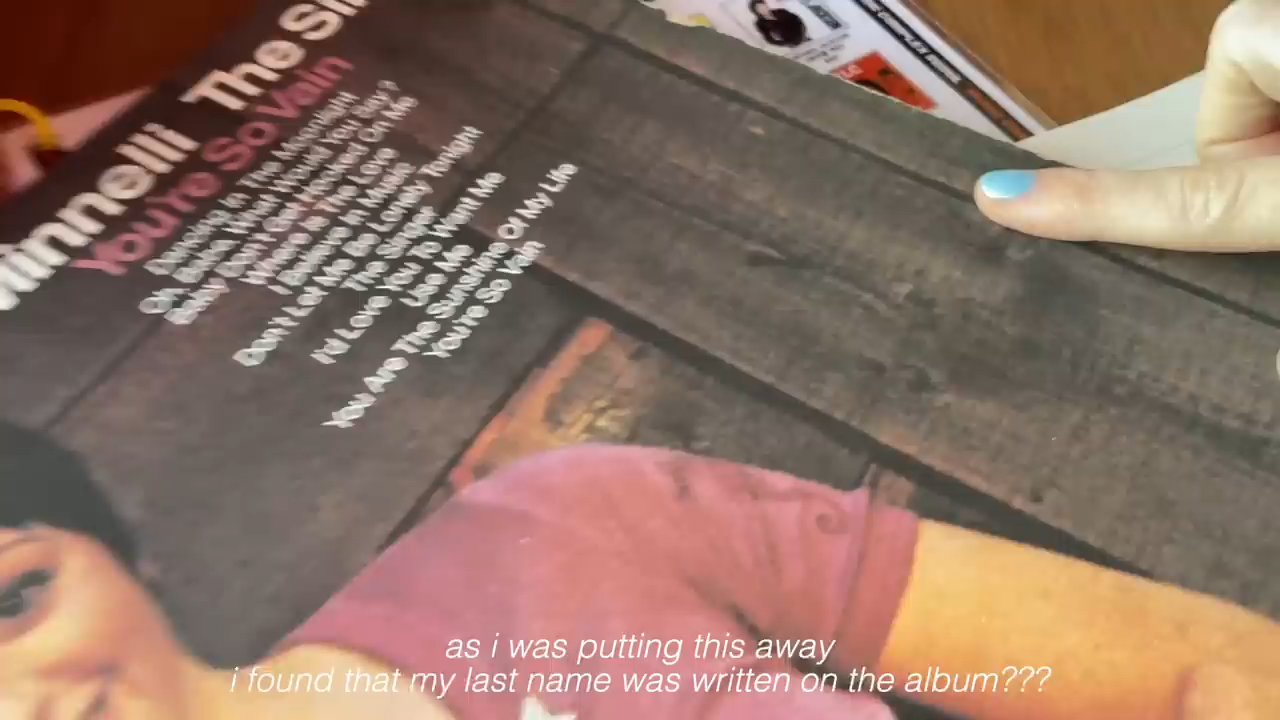 Minnelli The Si
You're So Vain
Dancing In The Moonlight
Oh, Babe, What Would You Say?
Baby Don't Get Hooked On Me
Where Is The Love
I Believe In Music
Don't Let Me Be Lonely Tonight
The Singer
I'd Love You To Want Me
Use Me
You Are The Sunshine Of My Life
You're So Vain
as i was putting this away
i found that my last name was written on the album???